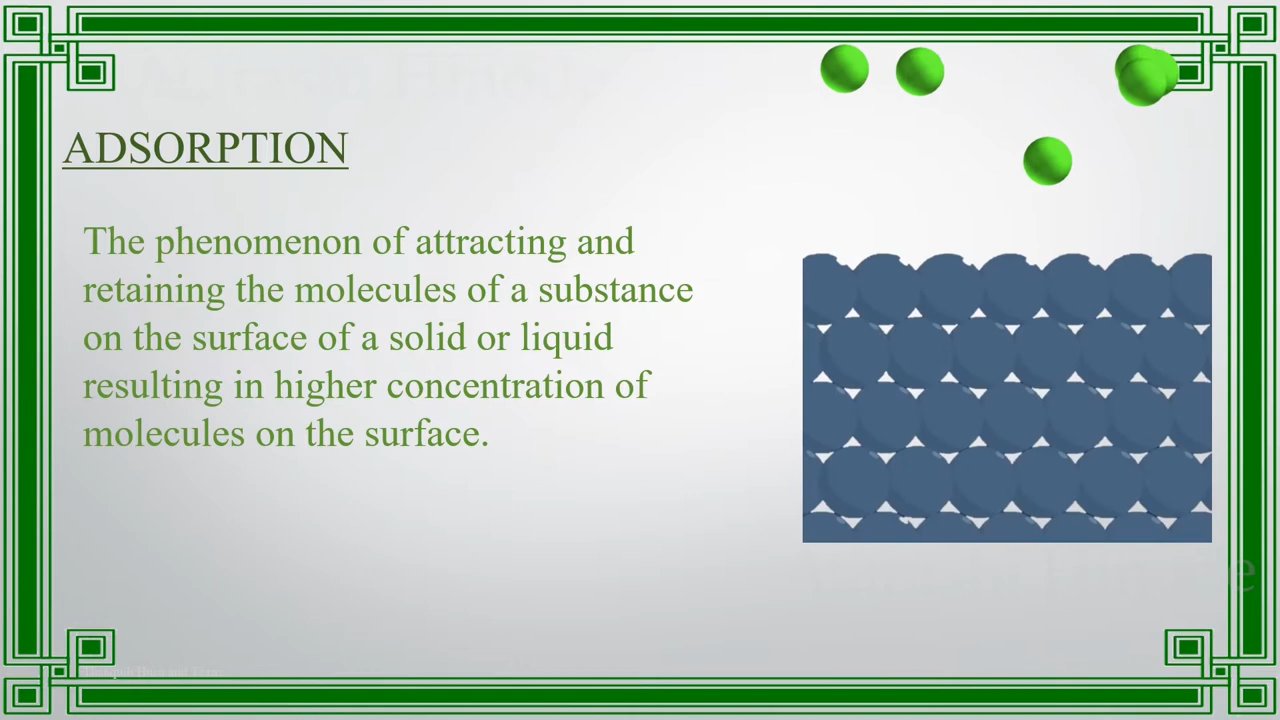 ADSORPTION
The phenomenon of attracting and
retaining the molecules of a substance
on the surface of a solid or liquid
resulting in higher concentration of
molecules on the surface.